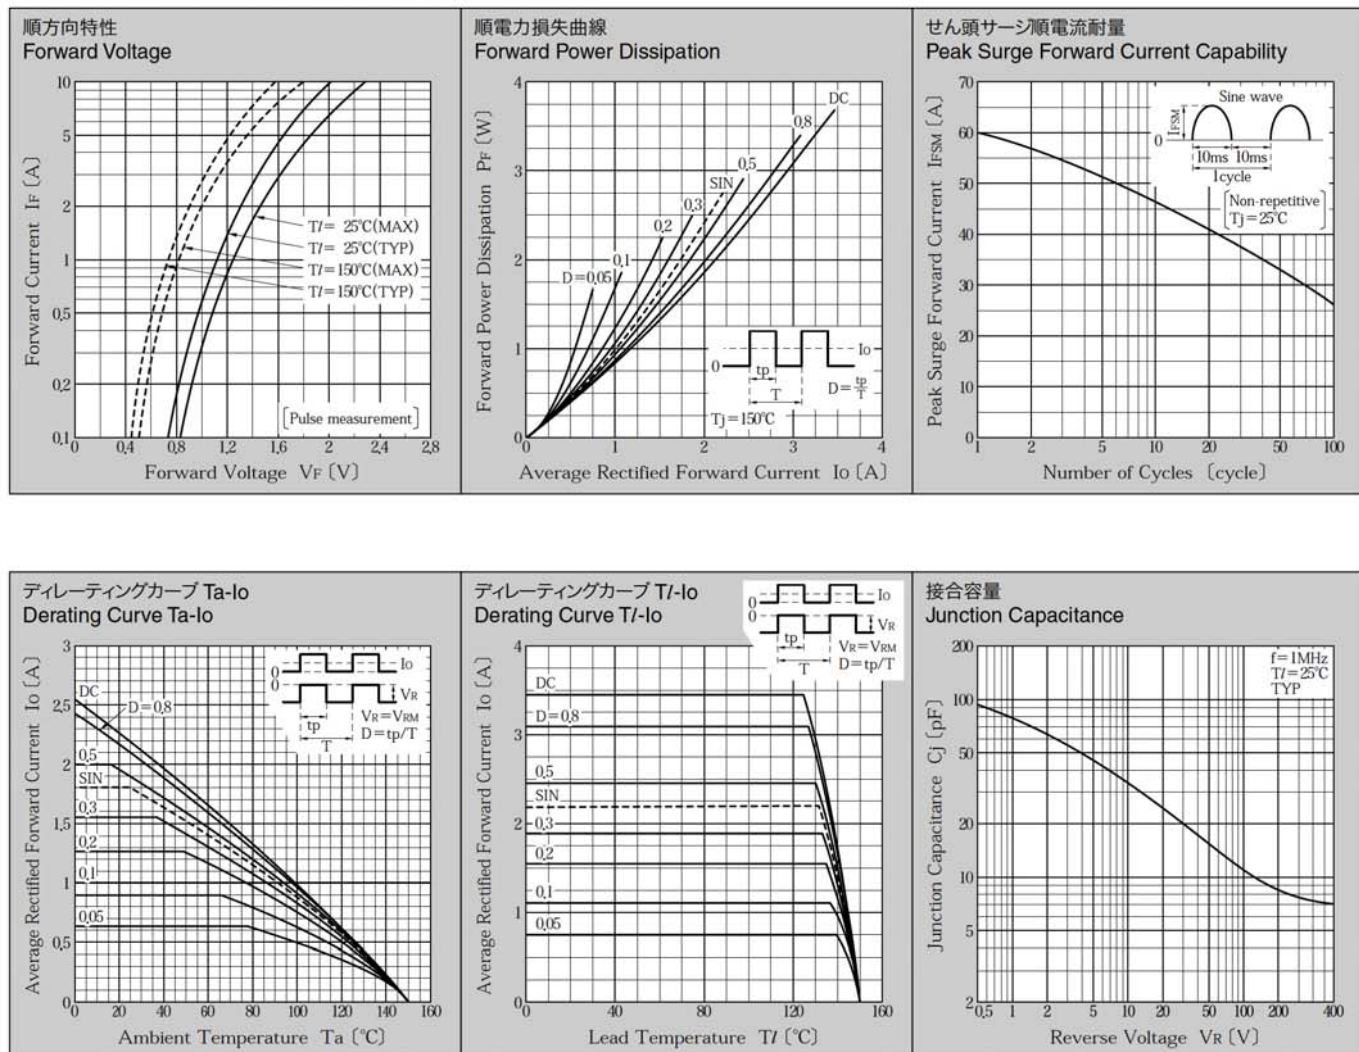 順方向特性
Forward Voltage
10
5
2
1
0.5
0.2
0.1
0
0.4
0.8
1.2
1.6
2
2.4
2.8
Forward Current IF〔A〕
Tl= 25℃(MAX)
Tl= 25℃(TYP)
Tl=150℃(MAX)
Tl=150℃(TYP)
[Pulse measurement]
Forward Voltage VF〔V〕
順電力損失曲線
Forward Power Dissipation
4
3
2
1
0
0
1
2
3
4
Forward Power Dissipation PF〔W〕
DC
0.8
0.5
SIN
0.3
0.2
0.1
D=0.05
0
Io
tp
T
D=tp/T
Tj=150℃
Average Rectified Forward Current Io〔A〕
せん頭サージ順電流耐量
Peak Surge Forward Current Capability
70
60
50
40
30
20
10
0
1
2
5
10
20
50
100
Peak Surge Forward Current IFSM〔A〕
Sine wave
IFSM
0
10ms
10ms
1cycle
[Non-repetitive
Tj=25℃]
Number of Cycles〔cycle〕
ディレーティングカーブ Ta-Io
Derating Curve Ta-Io
3
2.5
2
1.5
1
0.5
0
0
20
40
60
80
100
120
140
160
Average Rectified Forward Current Io〔A〕
DC
D=0.8
0.5
SIN
0.3
0.2
0.1
0.05
0
Io
0
VR
tp
VR=VRM
T
D=tp/T
Ambient Temperature Ta〔℃〕
ディレーティングカーブ Tl-Io
Derating Curve Tl-Io
0
Io
0
VR
tp
VR=VRM
T
D=tp/T
4
3
2
1
0
0
40
80
120
160
Average Rectified Forward Current Io〔A〕
DC
D=0.8
0.5
SIN
0.3
0.2
0.1
0.05
Lead Temperature Tl〔℃〕
接合容量
Junction Capacitance
200
100
50
20
10
5
2
0.5
1
2
5
10
20
50
100
200
400
Junction Capacitance Cj〔pF〕
f=1MHz
Tl=25℃
TYP
Reverse Voltage VR〔V〕